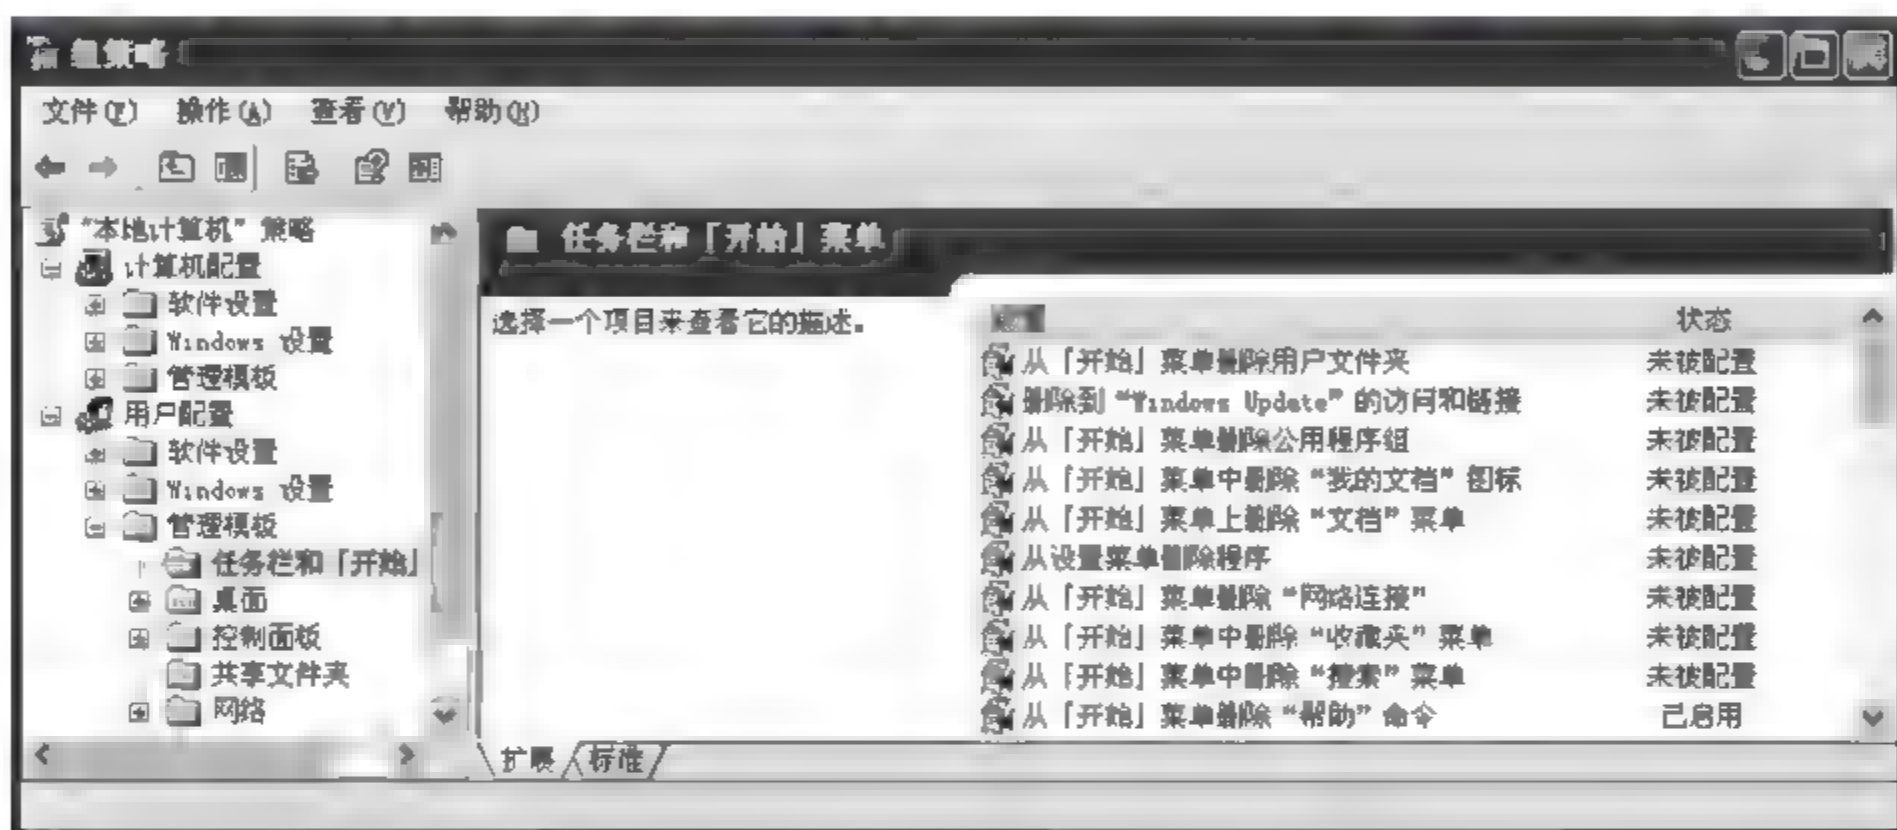 组策略
文件(F) 操作(A) 查看(V) 帮助(H)
“本地计算机”策略
计算机配置
软件设置
Windows 设置
管理模板
用户配置
软件设置
Windows 设置
管理模板
任务栏和「开始」
桌面
控制面板
共享文件夹
网络
任务栏和「开始」菜单
选择一个项目来查看它的描述。
状态
从「开始」菜单删除用户文件夹 未被配置
删除到“Windows Update”的访问和链接 未被配置
从「开始」菜单删除公用程序组 未被配置
从「开始」菜单中删除“我的文档”图标 未被配置
从「开始」菜单上删除“文档”菜单 未被配置
从设置菜单删除程序 未被配置
从「开始」菜单删除“网络连接” 未被配置
从「开始」菜单中删除“收藏夹”菜单 未被配置
从「开始」菜单中删除“搜索”菜单 未被配置
从「开始」菜单删除“帮助”命令 已启用
扩展 标准